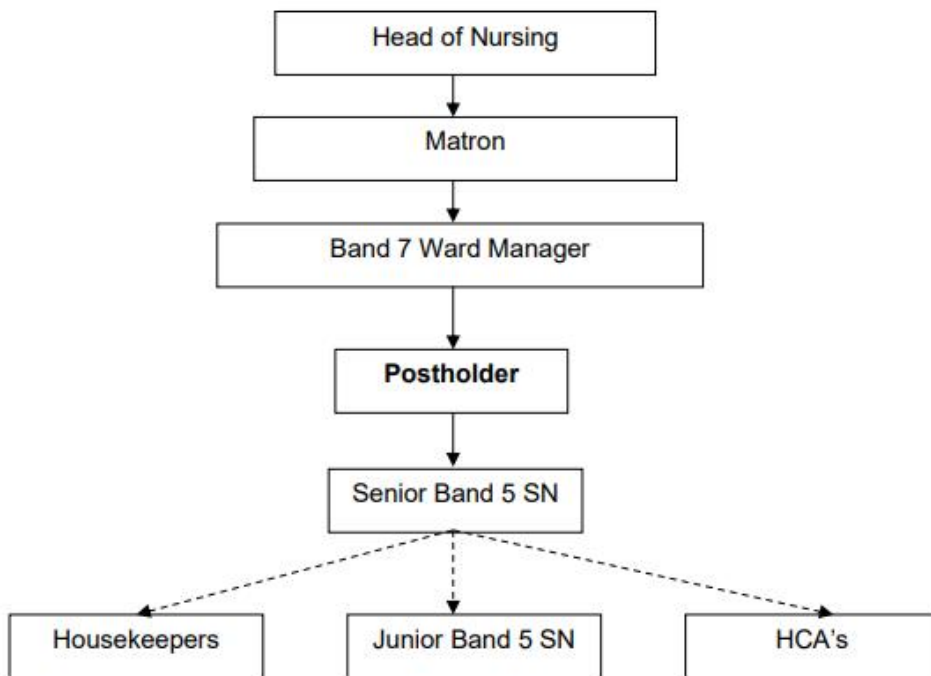 Head of Nursing
Matron
Band 7 Ward Manager
Postholder
Senior Band 5 SN
Housekeepers
Junior Band 5 SN
HCA's